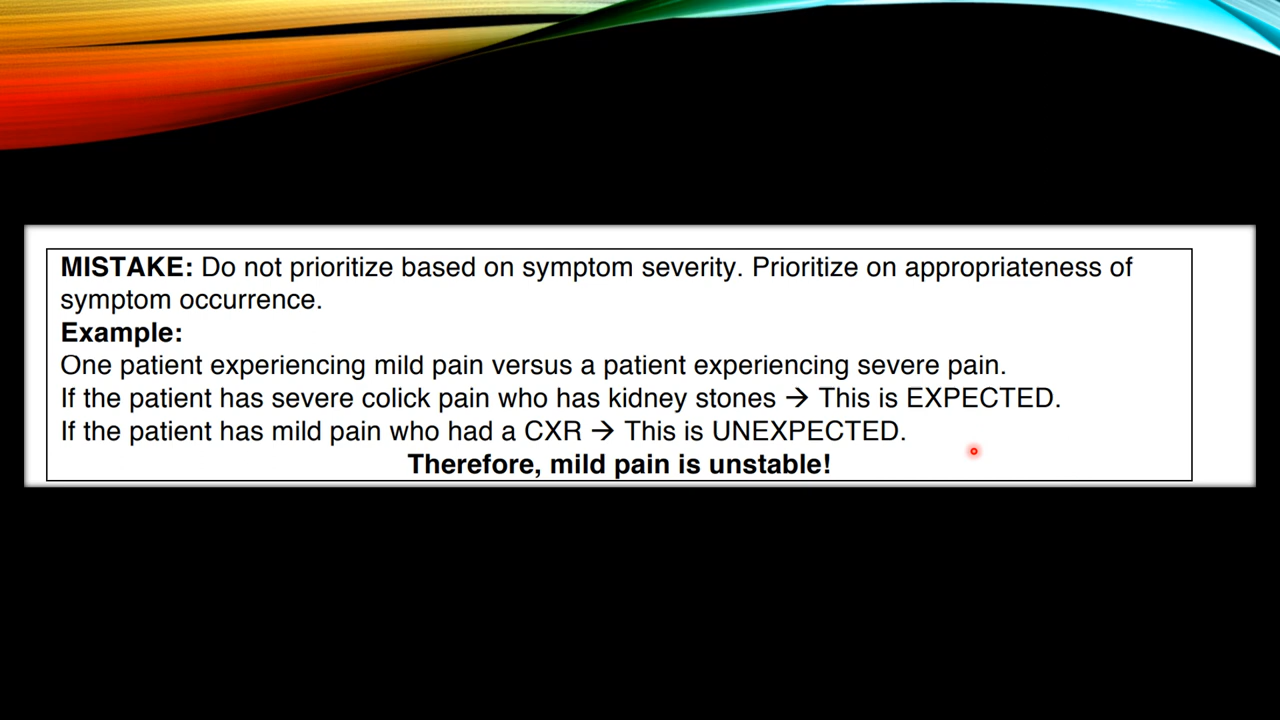 MISTAKE: Do not prioritize based on symptom severity. Prioritize on appropriateness of
symptom occurrence.
Example:
One patient experiencing mild pain versus a patient experiencing severe pain.
If the patient has severe colick pain who has kidney stones → This is EXPECTED.
If the patient has mild pain who had a CXR → This is UNEXPECTED.
Therefore, mild pain is unstable!